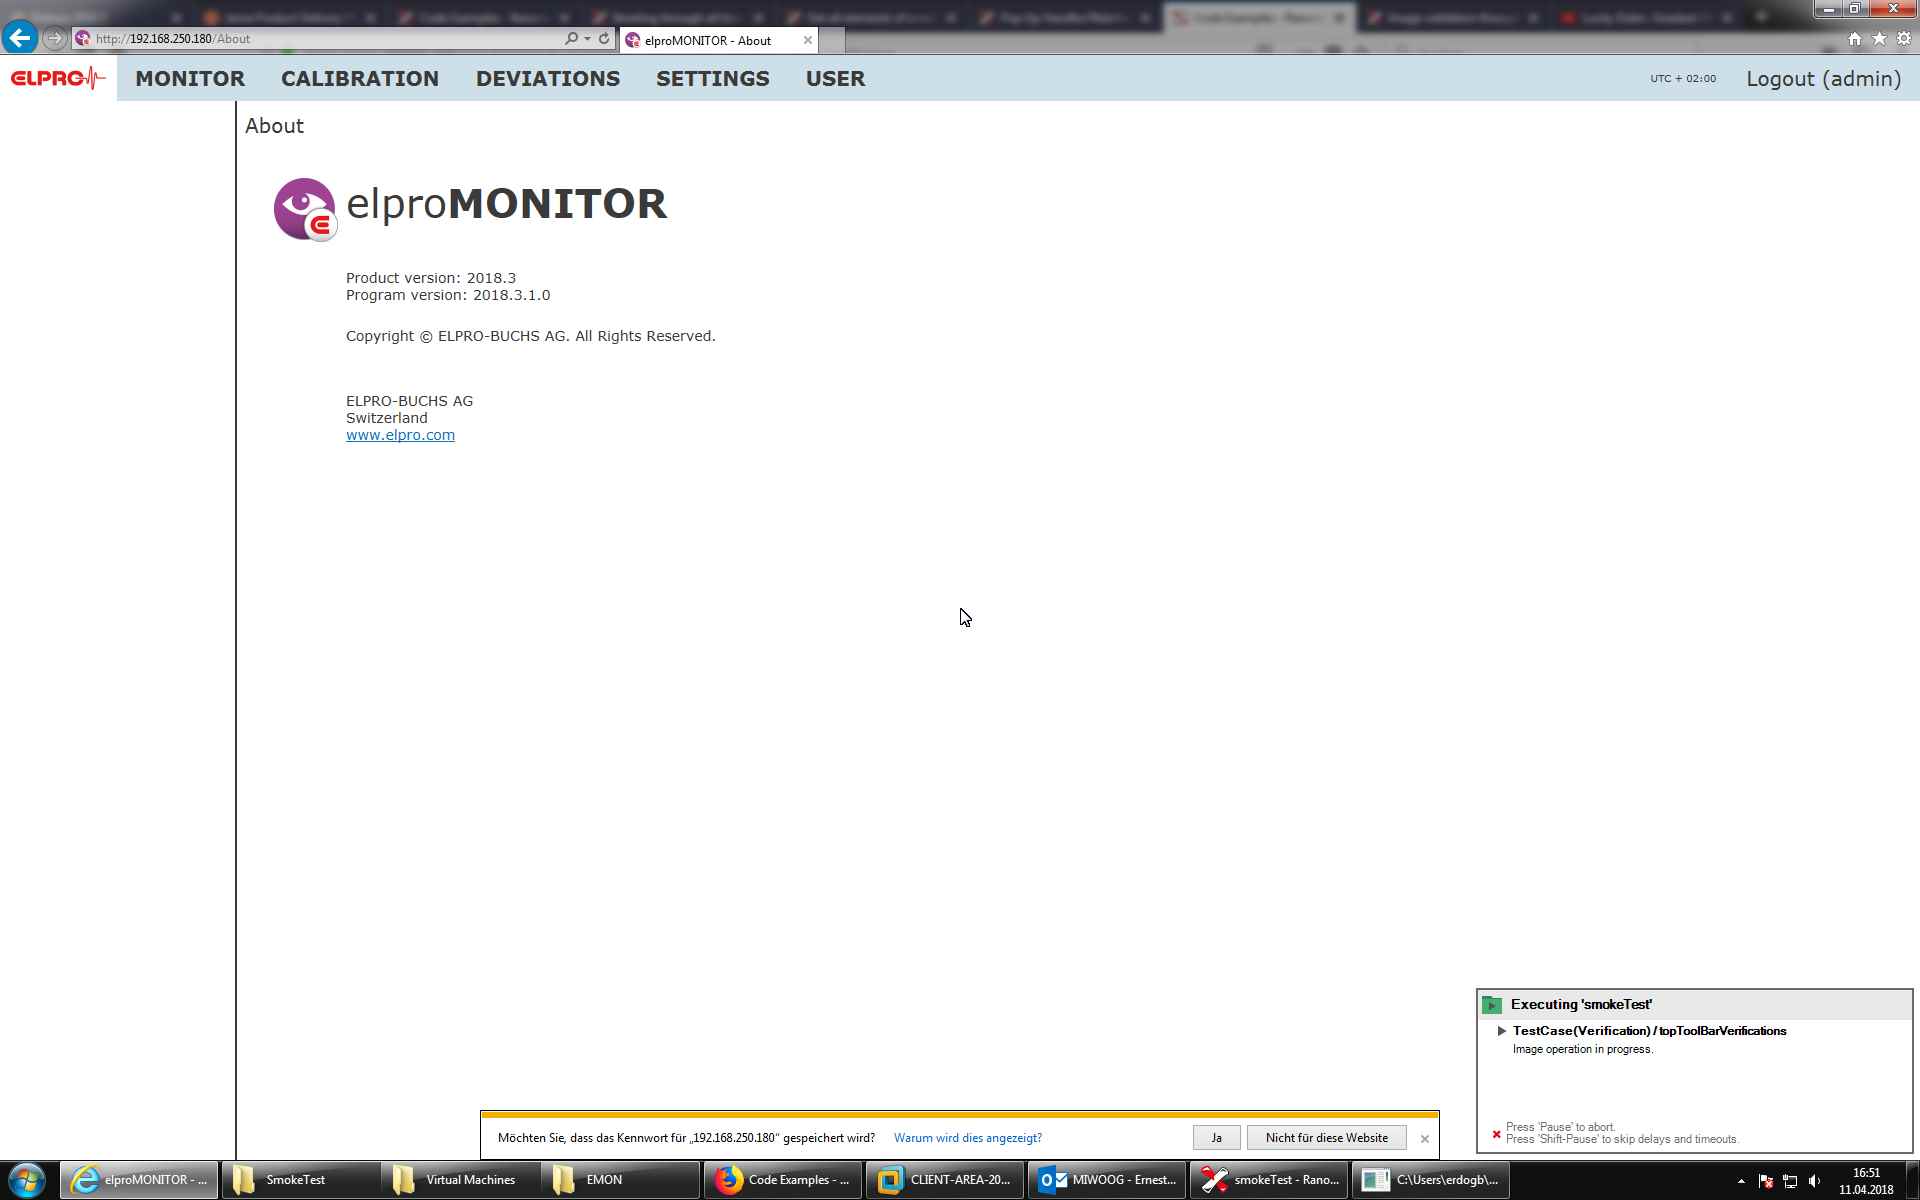 http://192.168.250.180/About
elproMONITOR - About
ELPRO
MONITOR
CALIBRATION
DEVIATIONS
SETTINGS
USER
UTC + 02:00
Logout (admin)
About
elproMONITOR
Product version: 2018.3
Program version: 2018.3.1.0
Copyright © ELPRO-BUCHS AG. All Rights Reserved.
ELPRO-BUCHS AG
Switzerland
www.elpro.com
Executing 'smokeTest'
TestCase(Verification) / topToolBarVerifications
Image operation in progress.
Press 'Pause' to abort.
Press 'Shift-Pause' to skip delays and timeouts.
Möchten Sie, dass das Kennwort für „192.168.250.180“ gespeichert wird? Warum wird dies angezeigt? Ja Nicht für diese Website
elproMONITOR - ...
SmokeTest
Virtual Machines
EMON
Code Examples - ...
CLIENT-AREA-20...
MIWOOG - Ernest...
smokeTest - Rano...
C:\Users\erdogb\...
16:51
11.04.2018